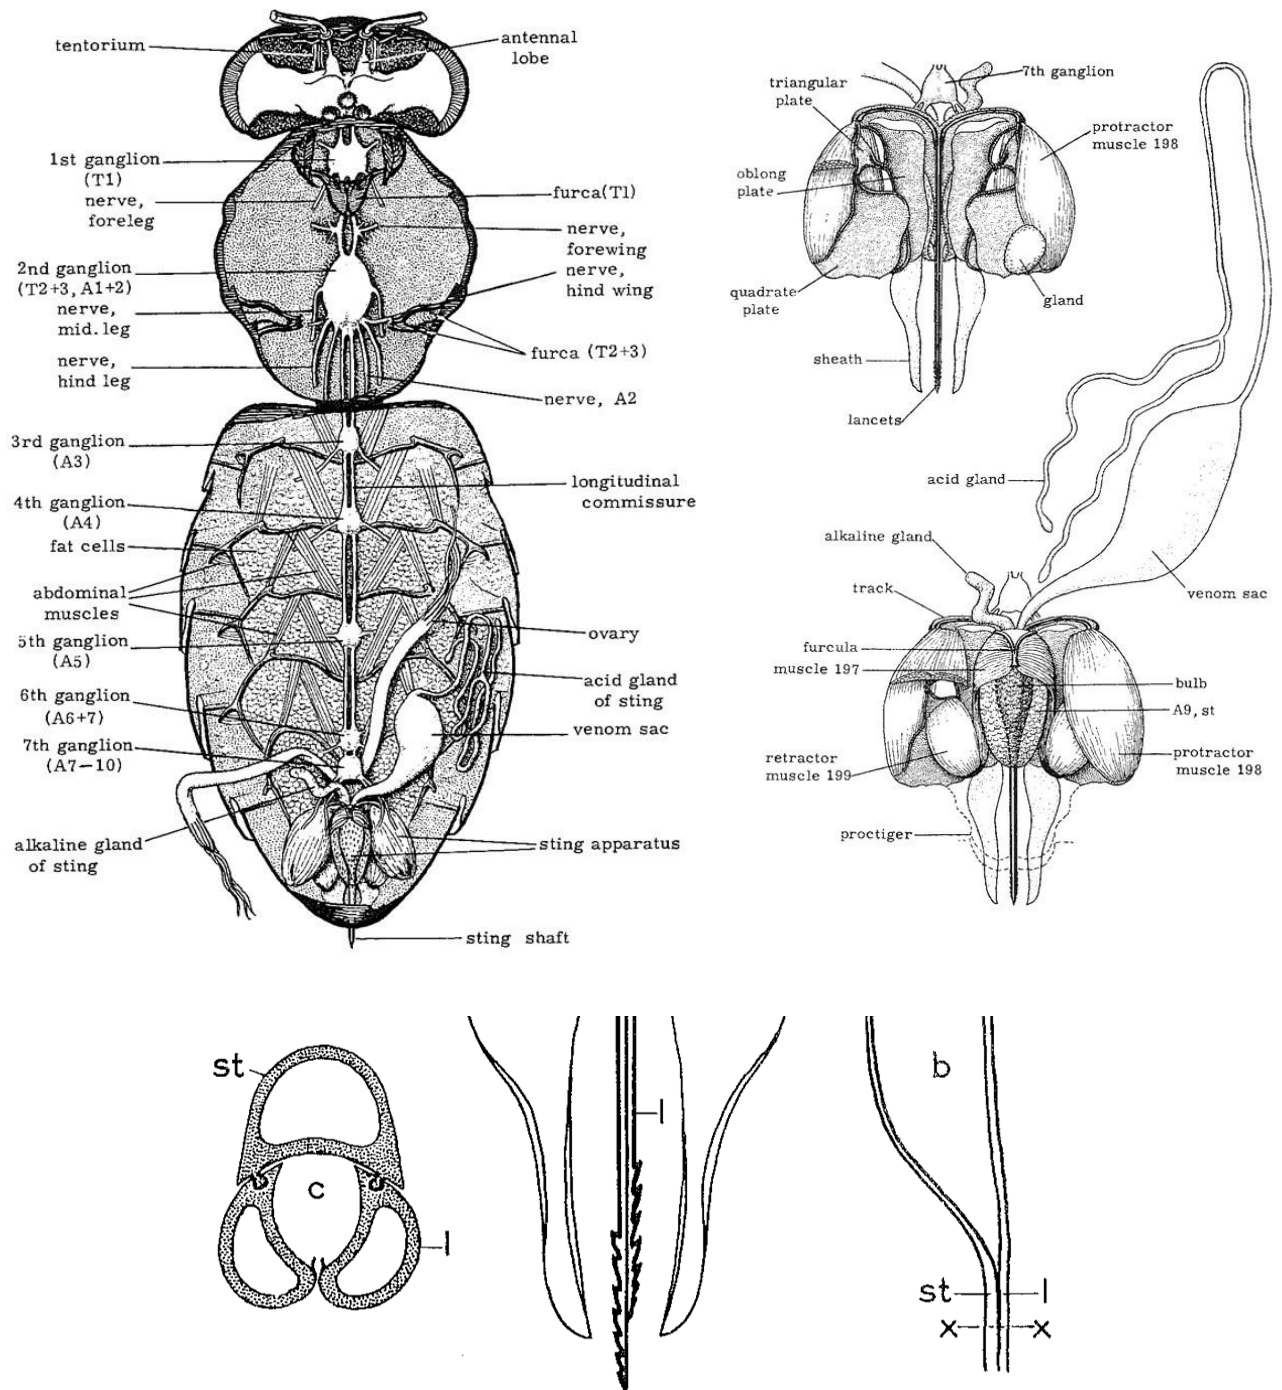 tentorium
antennal
lobe
1st ganglion
(T1)
nerve,
foreleg
furca(T1)
nerve,
forewing
nerve,
hind wing
2nd ganglion
(T2+3, A1+2)
nerve,
mid. leg
furca (T2+3)
nerve,
hind leg
nerve, A2
3rd ganglion
(A3)
longitudinal
commissure
4th ganglion
(A4)
fat cells
abdominal
muscles
ovary
5th ganglion
(A5)
acid gland
of sting
6th ganglion
(A6+7)
venom sac
7th ganglion
(A7-10)
alkaline gland
of sting
sting apparatus
sting shaft
7th ganglion
triangular
plate
protractor
muscle 198
oblong
plate
quadrate
plate
gland
sheath
lancets
acid gland
alkaline gland
venom sac
track
furcula
muscle 197
bulb
A9, st
retractor
muscle 199
protractor
muscle 198
proctiger
st
c
l
l
b
st
l
x
x